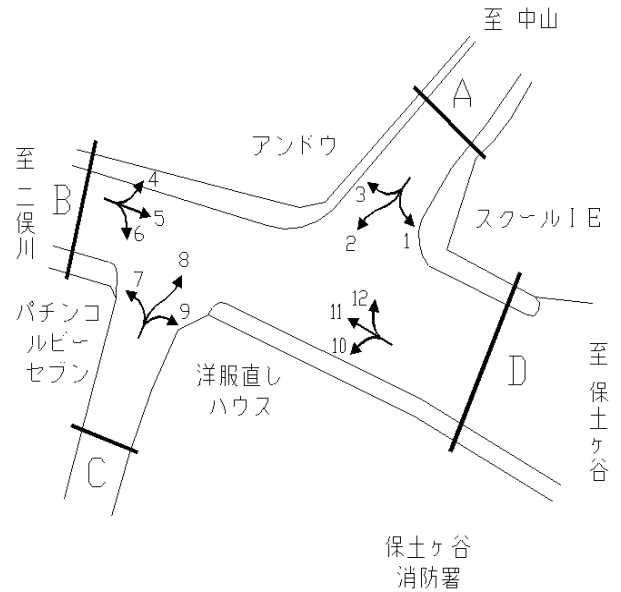 至 中山
A
アンドウ
至 二俣川
B
4
5
6
3
2
1
スクールIE
8
7
9
12
11
10
パチンコ
ルビー
セブン
洋服直し
ハウス
D
至 保土ヶ谷
C
保土ヶ谷
消防署